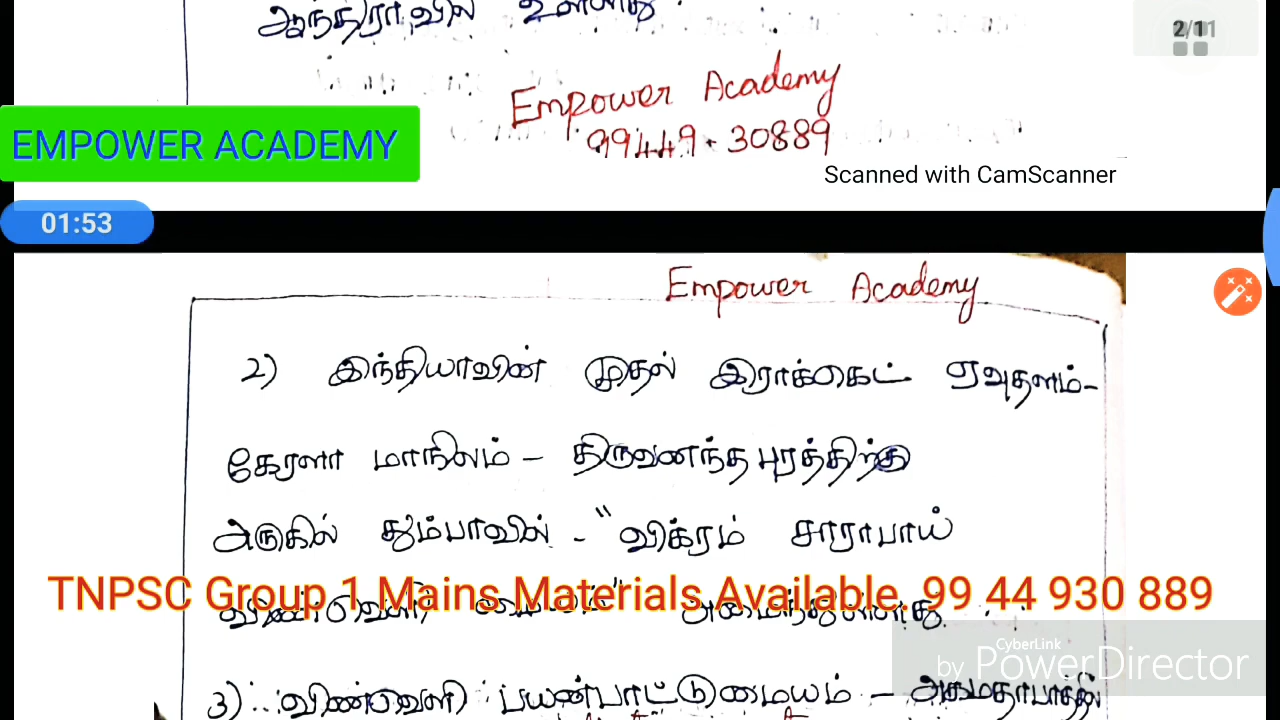 ஆந்திராவில் உள்ளது.
2/11
Empower Academy
99449.30889
EMPOWER ACADEMY
Scanned with CamScanner
01:53
Empower Academy
2) இந்தியாவின் முதல் இராக்கெட் ஏவுதளம்-
கேரளா மாநிலம் - திருவனந்தபுரத்திற்கு
அருகில் தும்பாவில் - "விக்ரம் சாராபாய்
TNPSC Group 1 Mains Materials Available. 99 44 930 889
விண்வெளி மையம்" அமைந்துள்ளது.
CyberLink
by PowerDirector
3) விண்வெளி பயன்பாட்டுமையம் - அகமதாபாத்தில்